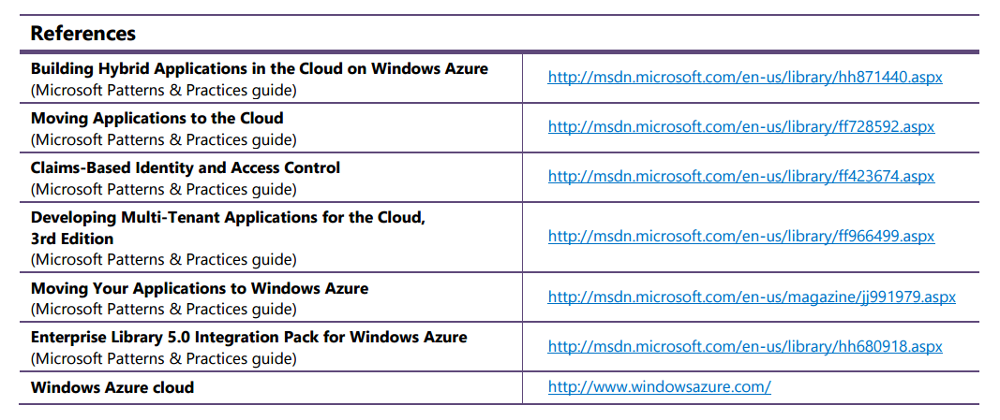 References
Building Hybrid Applications in the Cloud on Windows Azure
(Microsoft Patterns & Practices guide)
http://msdn.microsoft.com/en-us/library/hh871440.aspx
Moving Applications to the Cloud
(Microsoft Patterns & Practices guide)
http://msdn.microsoft.com/en-us/library/ff728592.aspx
Claims-Based Identity and Access Control
(Microsoft Patterns & Practices guide)
http://msdn.microsoft.com/en-us/library/ff423674.aspx
Developing Multi-Tenant Applications for the Cloud,
3rd Edition
(Microsoft Patterns & Practices guide)
http://msdn.microsoft.com/en-us/library/ff966499.aspx
Moving Your Applications to Windows Azure
(Microsoft Patterns & Practices guide)
http://msdn.microsoft.com/en-us/magazine/jj991979.aspx
Enterprise Library 5.0 Integration Pack for Windows Azure
(Microsoft Patterns & Practices guide)
http://msdn.microsoft.com/en-us/library/hh680918.aspx
Windows Azure cloud
http://www.windowsazure.com/